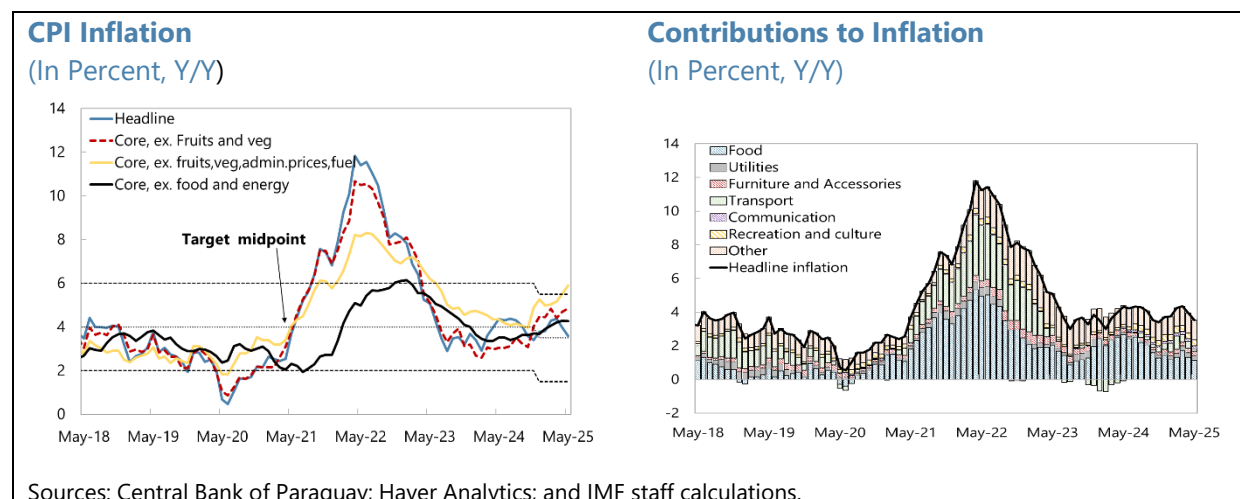 CPI Inflation
(In Percent, Y/Y)
14
12
10
8
6
4
2
0
Headline
Core, ex. Fruits and veg
Core, ex. fruits,veg,admin.prices,fuel
Core, ex. food and energy
Target midpoint
May-18 May-19 May-20 May-21 May-22 May-23 May-24 May-25
Contributions to Inflation
(In Percent, Y/Y)
14
12
10
8
6
4
2
0
-2
Food
Utilities
Furniture and Accessories
Transport
Communication
Recreation and culture
Other
Headline inflation
May-18 May-19 May-20 May-21 May-22 May-23 May-24 May-25
Sources: Central Bank of Paraguay; Haver Analytics; and IMF staff calculations.